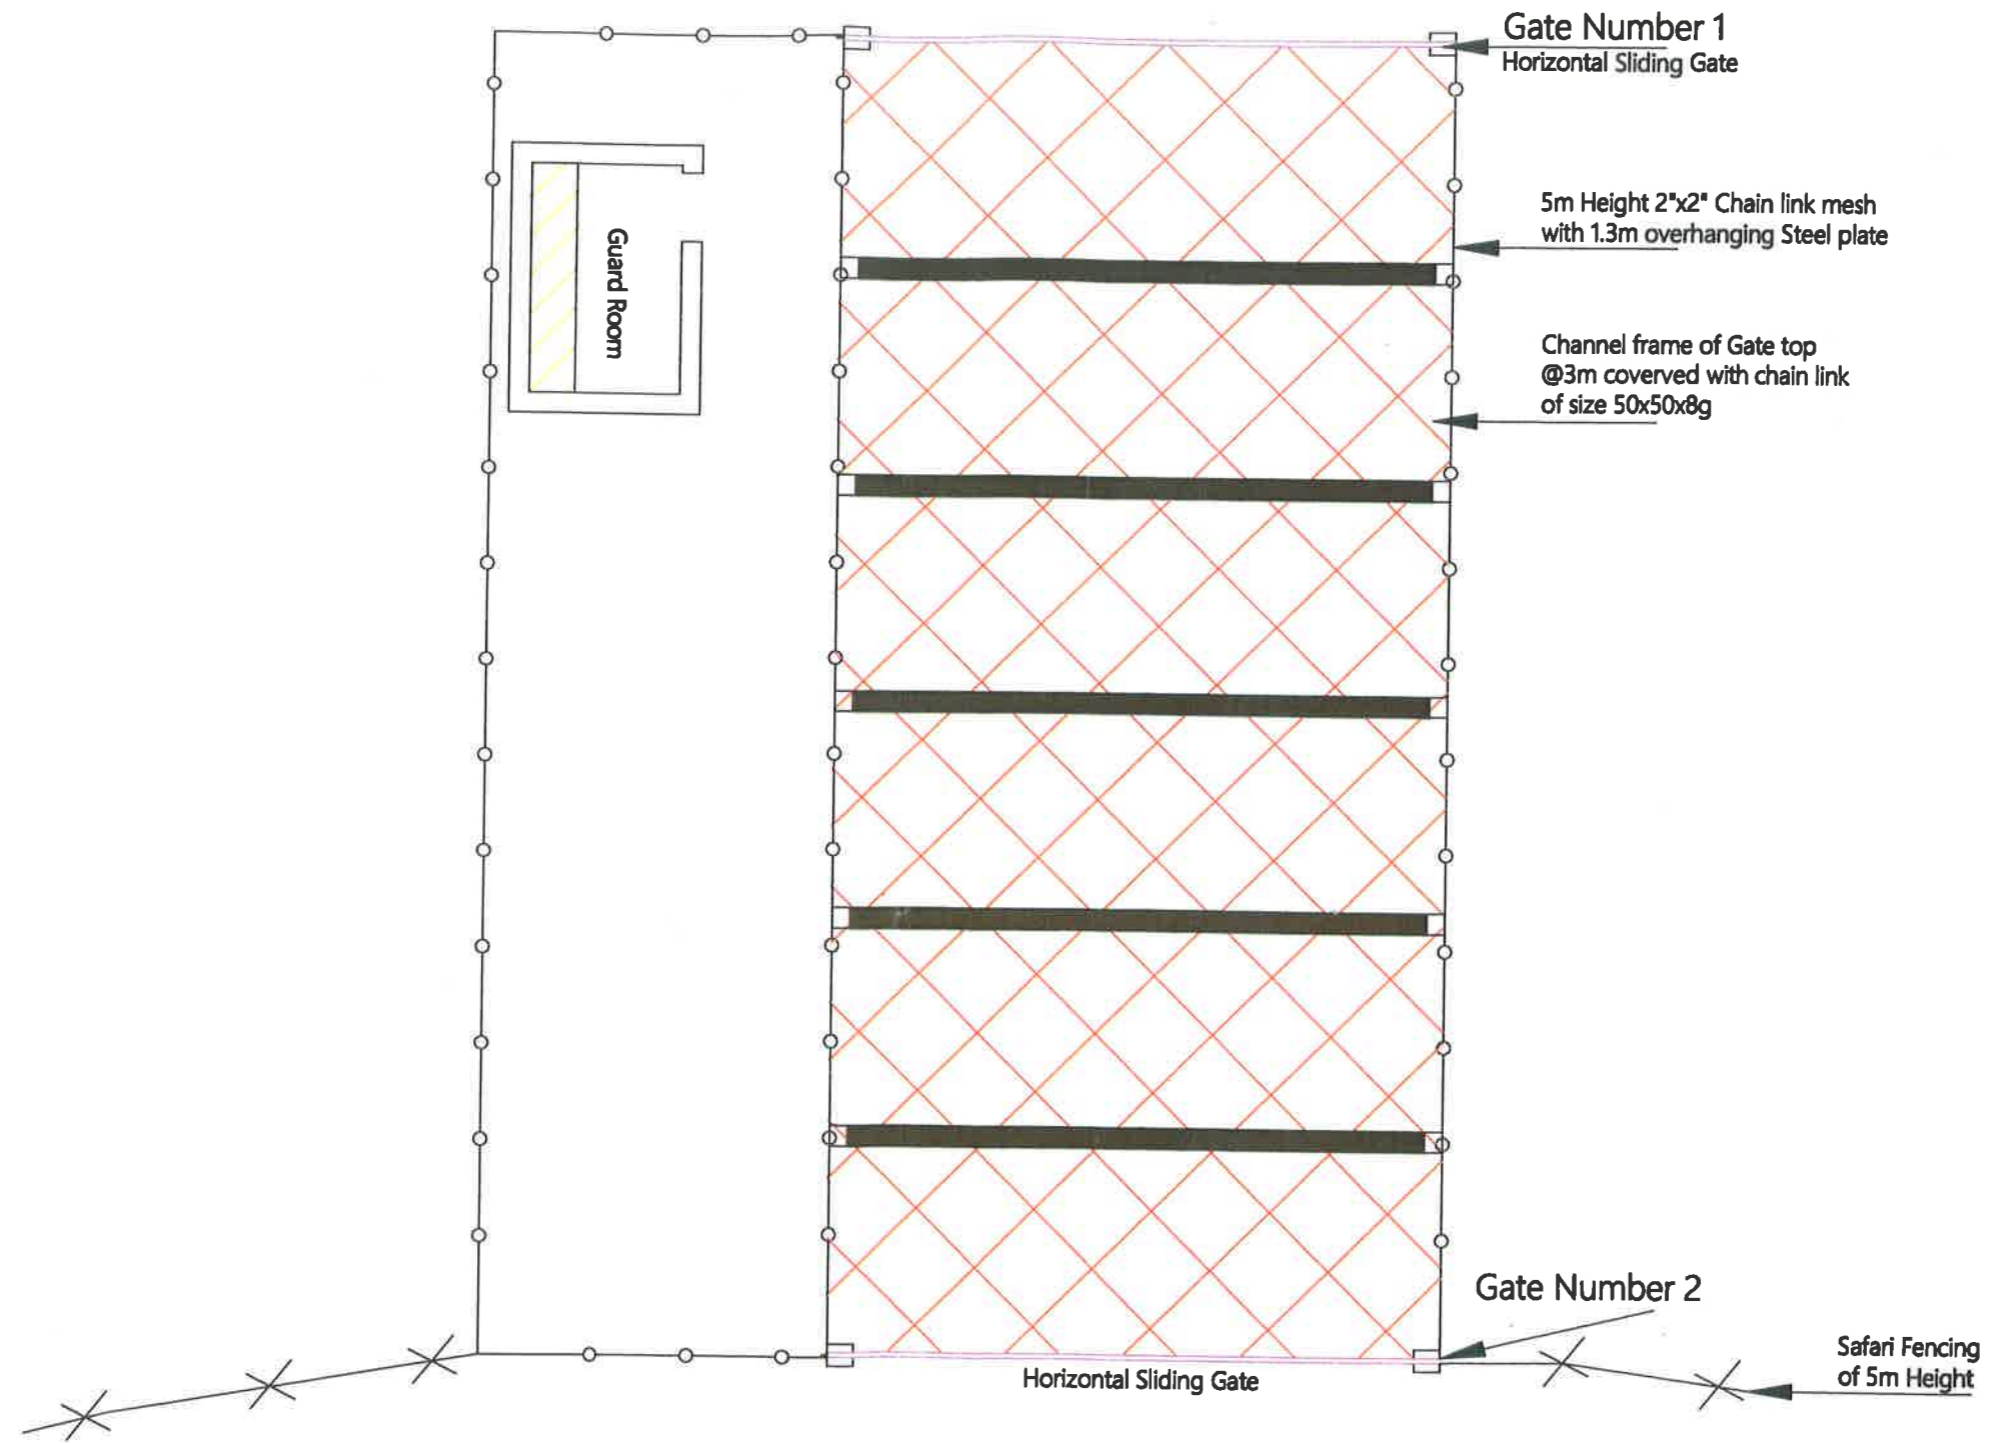 Gate Number 1
Horizontal Sliding Gate
5m Height 2"x2" Chain link mesh
with 1.3m overhanging Steel plate
Guard Room
Channel frame of Gate top
@3m coverved with chain link
of size 50x50x8g
Gate Number 2
Safari Fencing
of 5m Height
Horizontal Sliding Gate